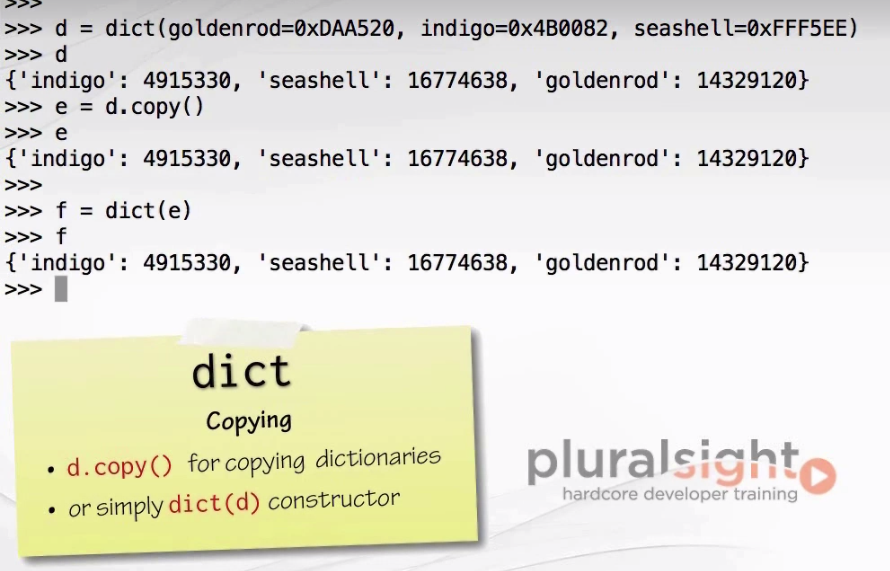 >>>
>>> d = dict(goldenrod=0xDAA520, indigo=0x4B0082, seashell=0xFFF5EE)
>>> d
{'indigo': 4915330, 'seashell': 16774638, 'goldenrod': 14329120}
>>> e = d.copy()
>>> e
{'indigo': 4915330, 'seashell': 16774638, 'goldenrod': 14329120}
>>>
>>> f = dict(e)
>>> f
{'indigo': 4915330, 'seashell': 16774638, 'goldenrod': 14329120}
>>>
dict
Copying
• d.copy() for copying dictionaries
• or simply dict(d) constructor
pluralsight
hardcore developer training